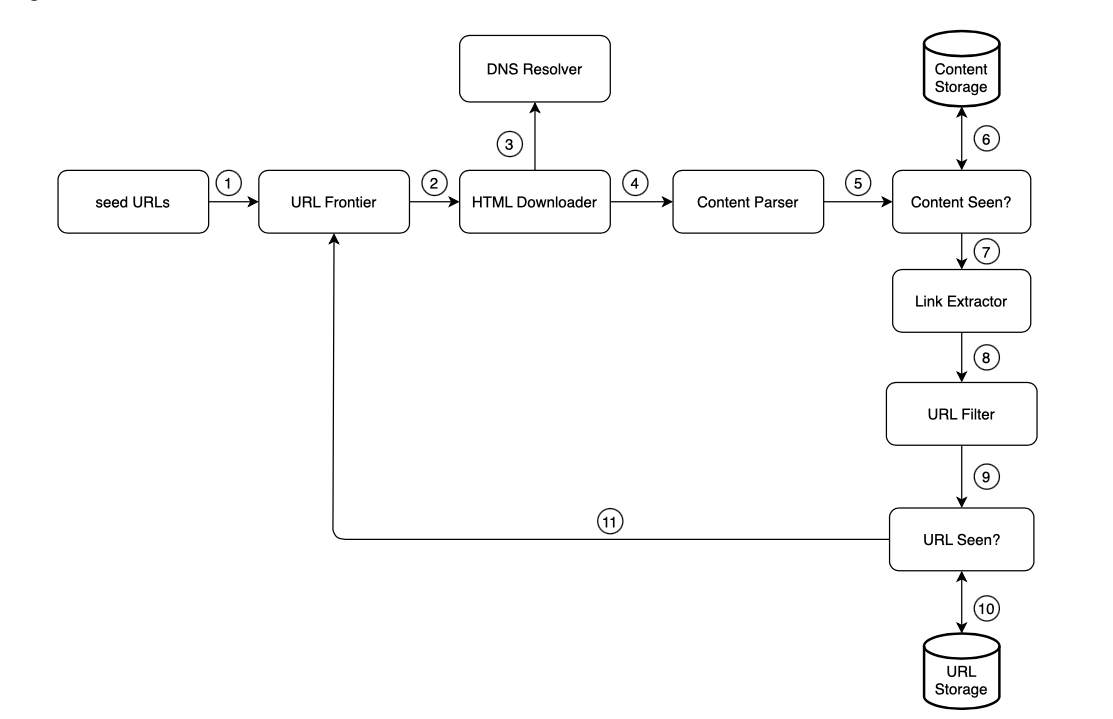 DNS Resolver
Content
Storage
3
6
1
2
4
5
seed URLs
URL Frontier
HTML Downloader
Content Parser
Content Seen?
7
Link Extractor
8
URL Filter
9
11
URL Seen?
10
URL
Storage